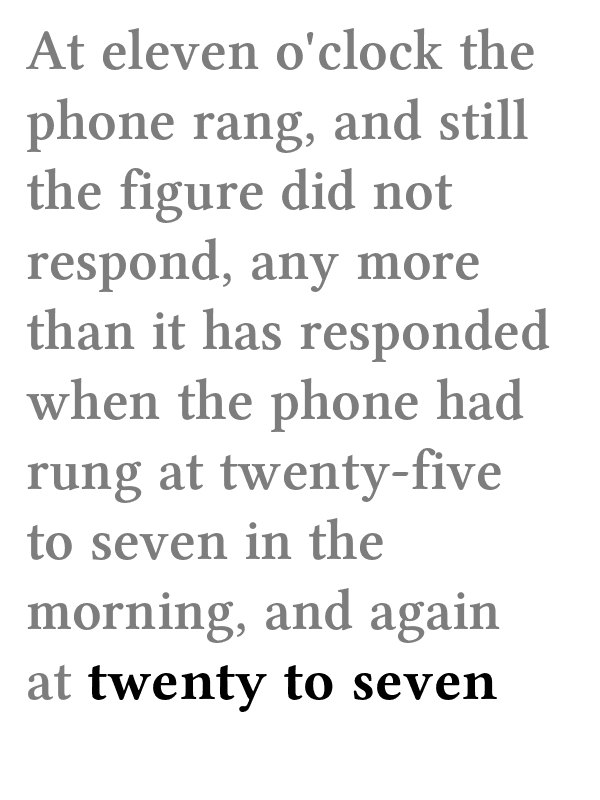 At eleven o'clock the
phone rang, and still
the figure did not
respond, any more
than it has responded
when the phone had
rung at twenty-five
to seven in the
morning, and again
at twenty to seven